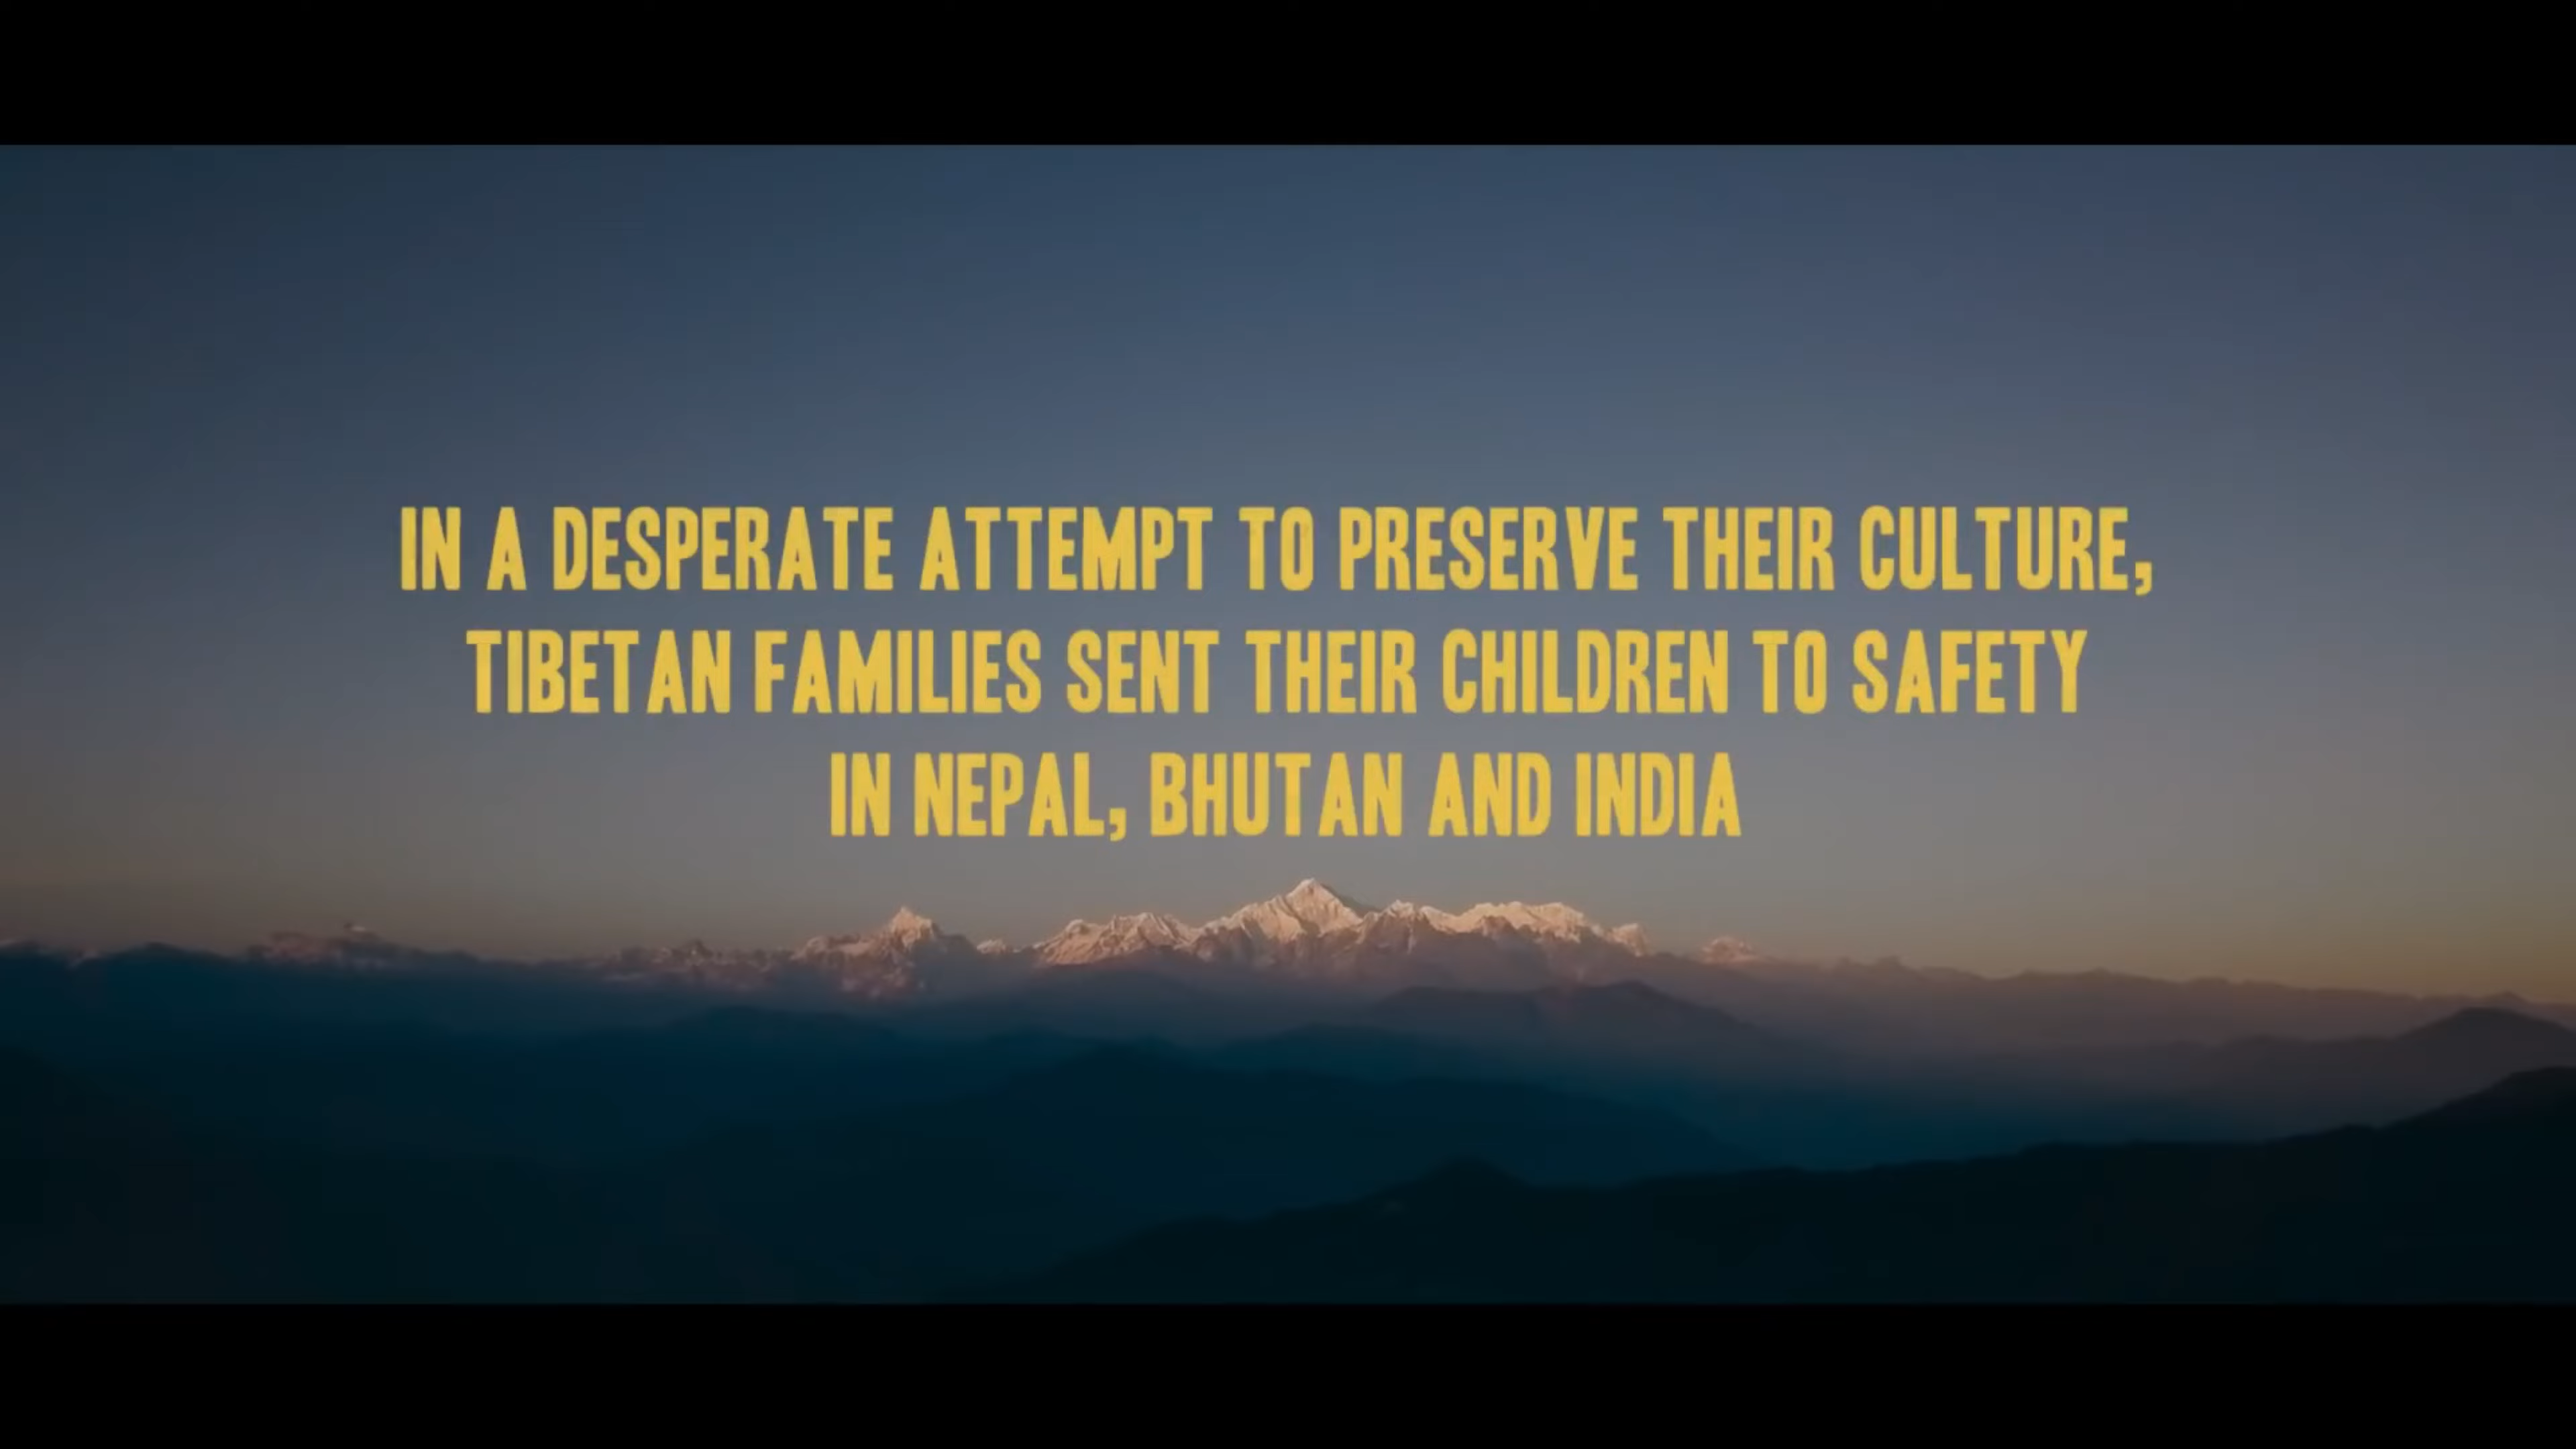 IN A DESPERATE ATTEMPT TO PRESERVE THEIR CULTURE,
TIBETAN FAMILIES SENT THEIR CHILDREN TO SAFETY
IN NEPAL, BHUTAN AND INDIA